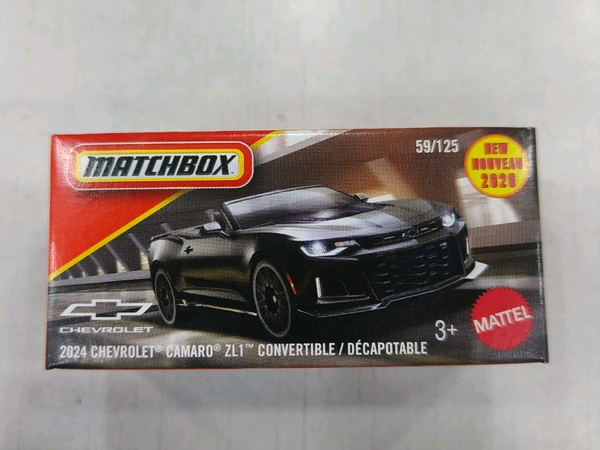 MATCHBOX
59/125
NEW
NOUVEAU
2026
CHEVROLET
2024 CHEVROLET® CAMARO® ZL1™ CONVERTIBLE / DÉCAPOTABLE
3+
MATTEL